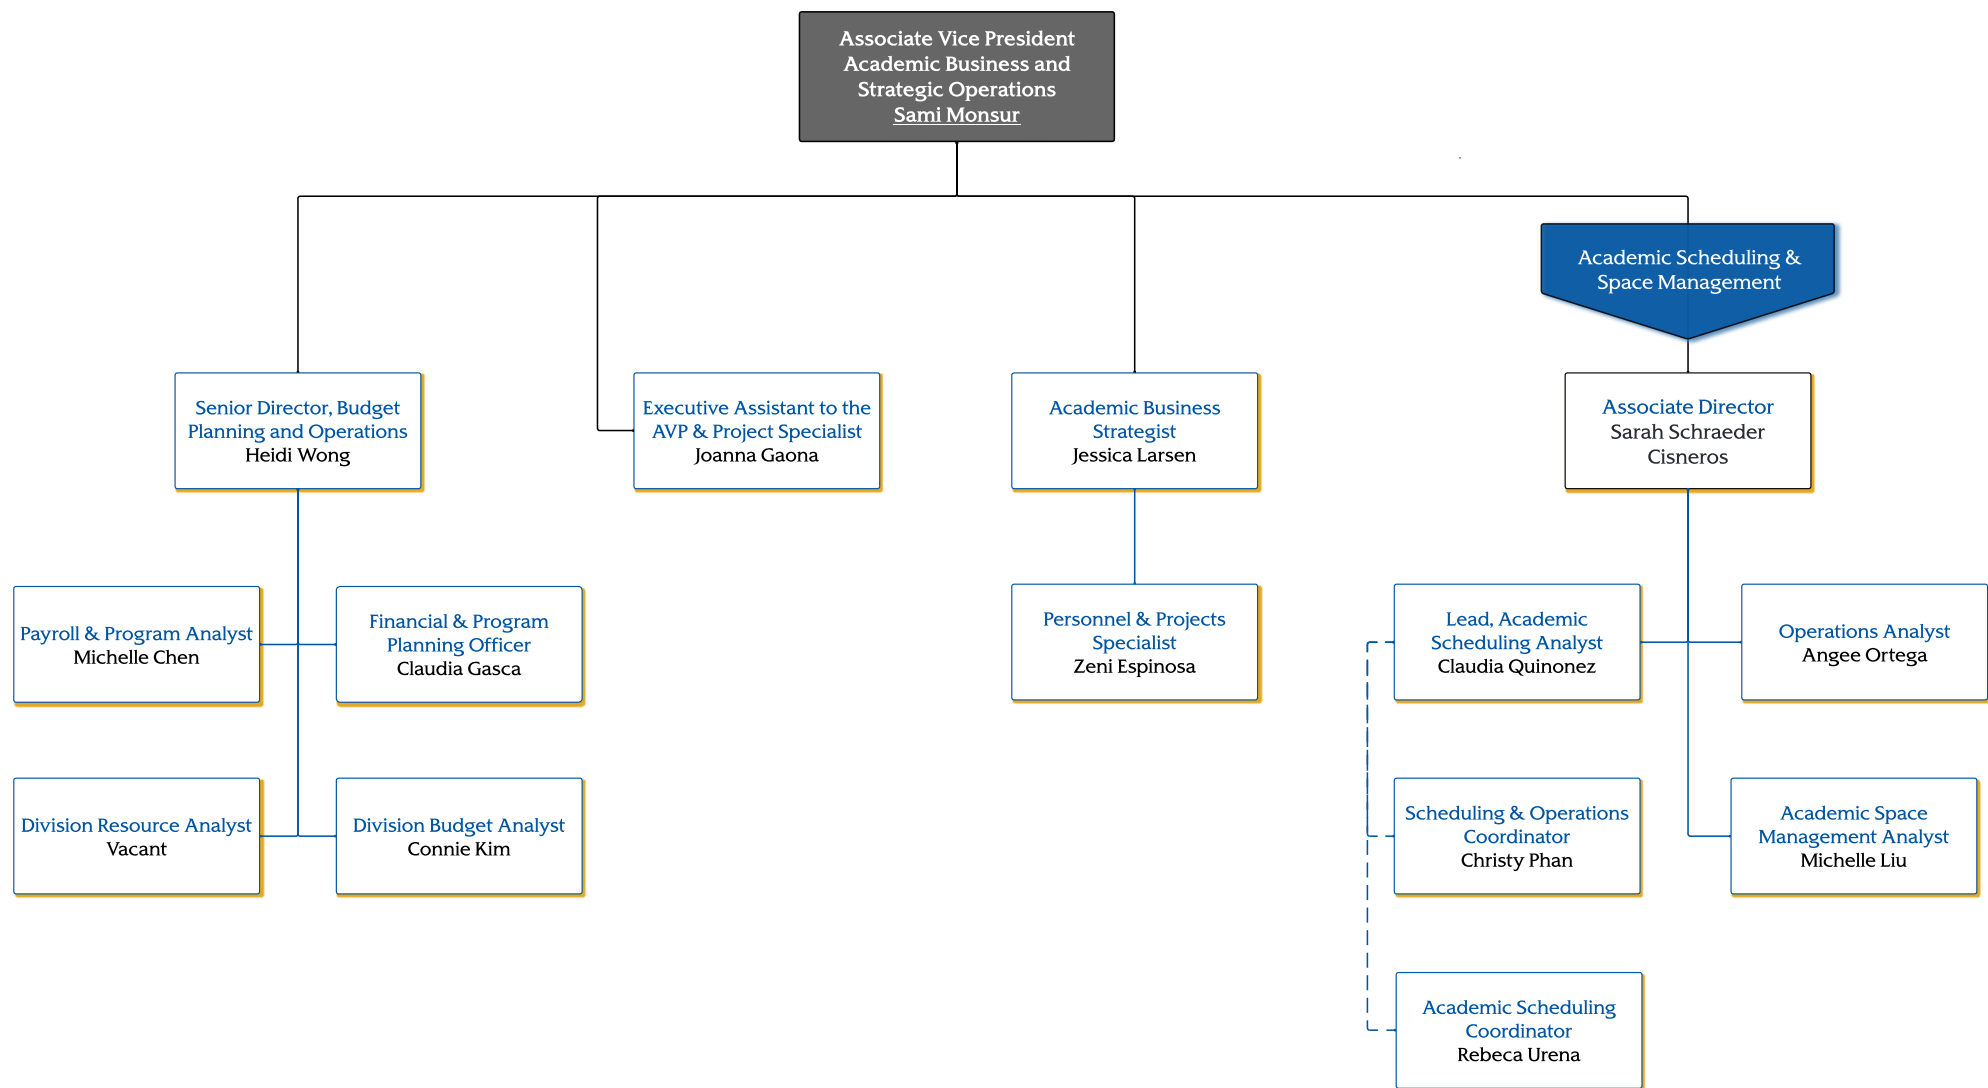 Associate Vice President
Academic Business and
Strategic Operations
Sami Monsur
Academic Scheduling &
Space Management
Senior Director, Budget
Planning and Operations
Heidi Wong
Executive Assistant to the
AVP & Project Specialist
Joanna Gaona
Academic Business
Strategist
Jessica Larsen
Associate Director
Sarah Schraeder
Cisneros
Payroll & Program Analyst
Michelle Chen
Financial & Program
Planning Officer
Claudia Gasca
Personnel & Projects
Specialist
Zeni Espinosa
Lead, Academic
Scheduling Analyst
Claudia Quinonez
Operations Analyst
Angee Ortega
Division Resource Analyst
Vacant
Division Budget Analyst
Connie Kim
Scheduling & Operations
Coordinator
Christy Phan
Academic Space
Management Analyst
Michelle Liu
Academic Scheduling
Coordinator
Rebeca Urena